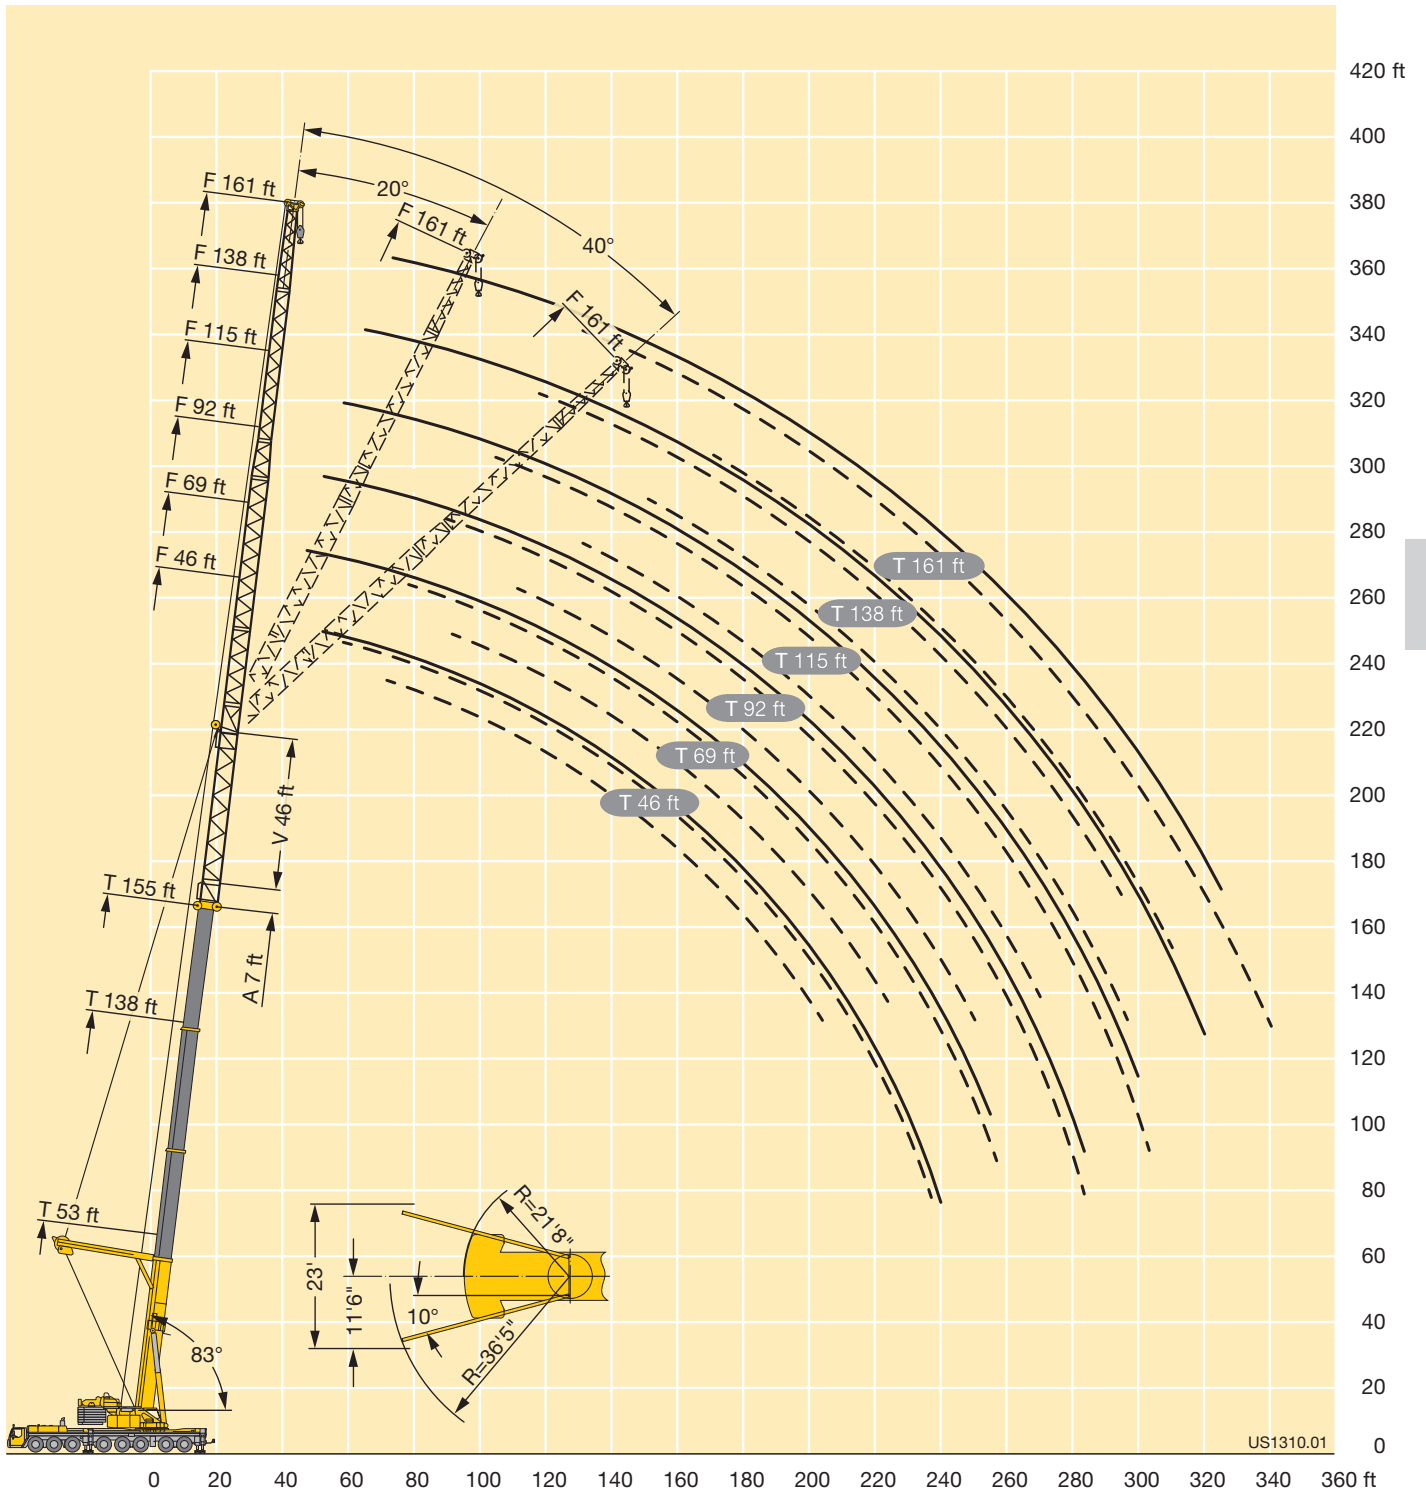 420 ft
400
380
360
340
320
300
280
260
240
220
200
180
160
140
120
100
80
60
40
20
0
F 161 ft
F 138 ft
F 115 ft
F 92 ft
F 69 ft
F 46 ft
20°
40°
F 161 ft
F 161 ft
T 161 ft
T 138 ft
T 115 ft
T 92 ft
T 69 ft
T 46 ft
V 46 ft
A 7 ft
T 155 ft
T 138 ft
T 53 ft
83°
23'
11'6"
10°
R=21'8"
R=36'5"
US1310.01
0 20 40 60 80 100 120 140 160 180 200 220 240 260 280 300 320 340 360 ft